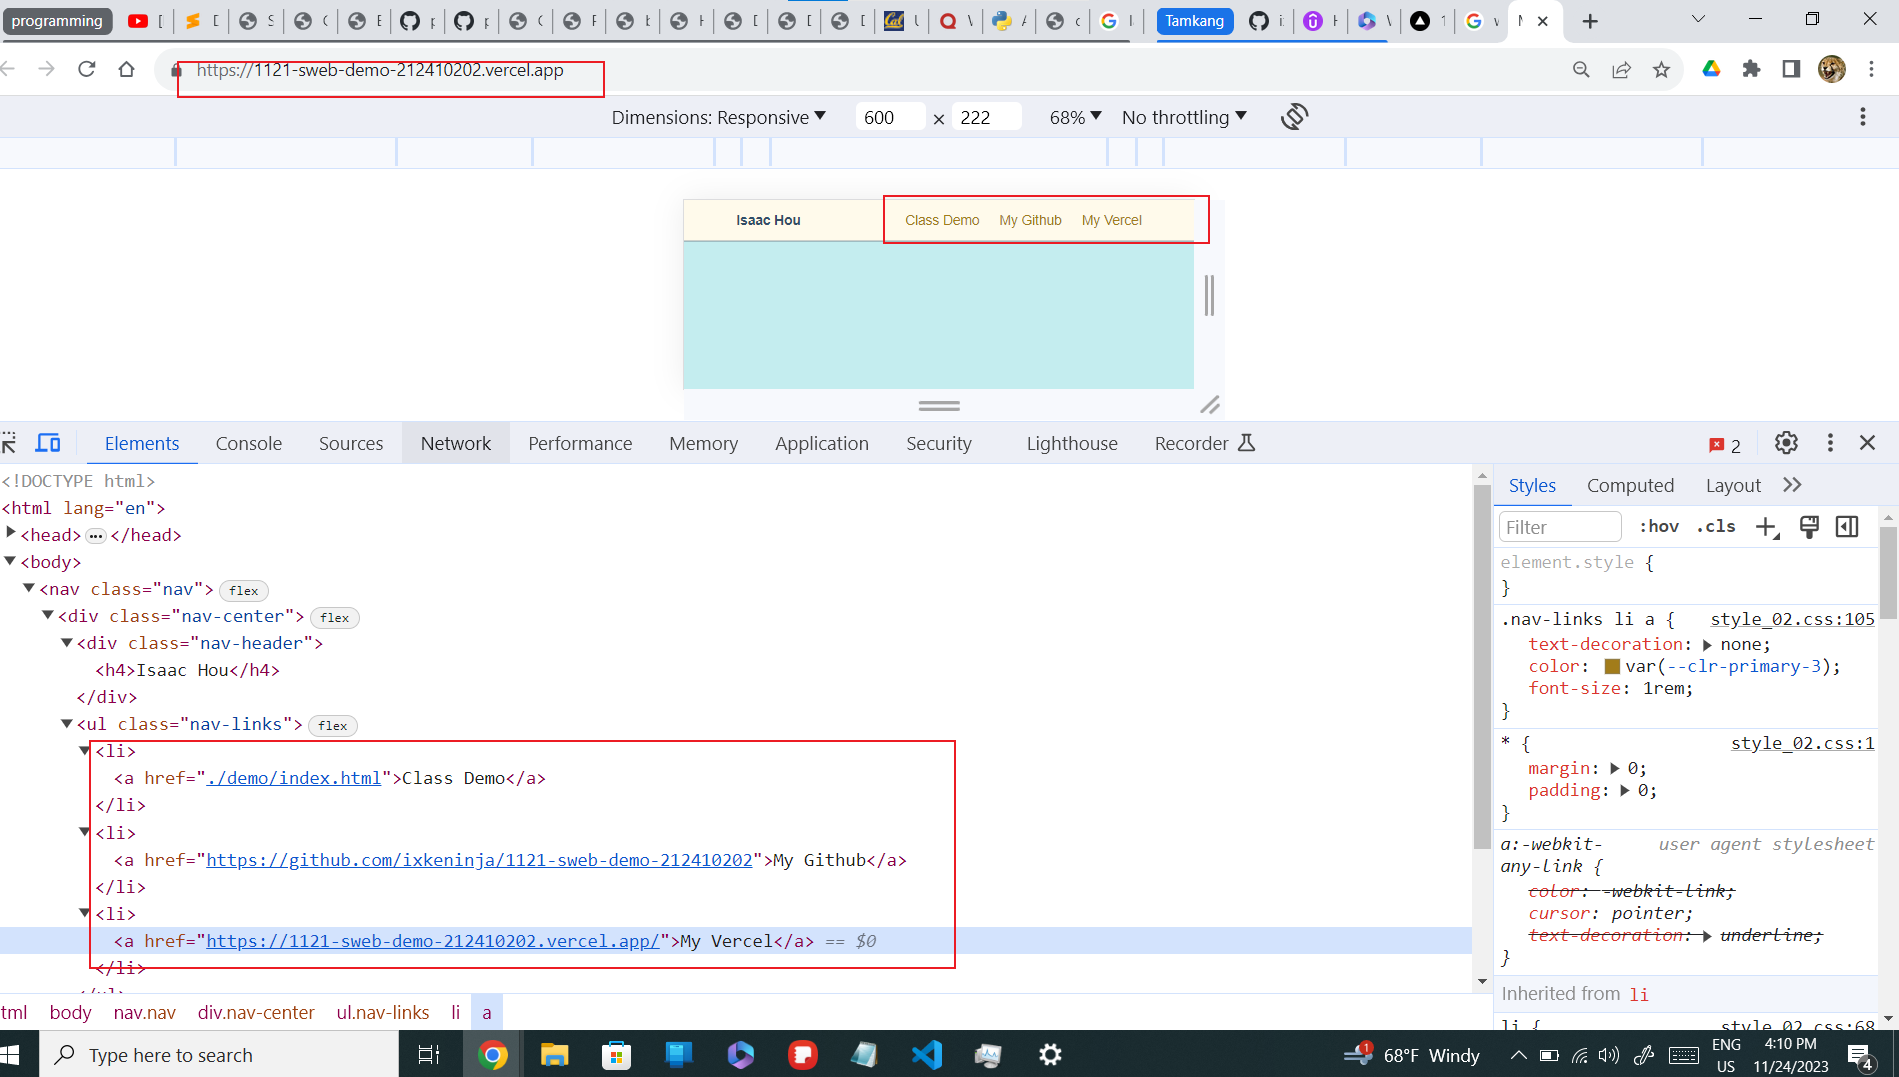 programming
Tamkang
https://1121-sweb-demo-212410202.vercel.app
Dimensions: Responsive 600 × 222 68% No throttling
Isaac Hou Class Demo My Github My Vercel
Elements Console Sources Network Performance Memory Application Security Lighthouse Recorder 2
<!DOCTYPE html>
<html lang="en">
<head> ••• </head>
<body>
<nav class="nav"> flex
<div class="nav-center"> flex
<div class="nav-header">
<h4>Isaac Hou</h4>
</div>
<ul class="nav-links"> flex
<li>
<a href="./demo/index.html">Class Demo</a>
</li>
<li>
<a href="https://github.com/ixkeninja/1121-sweb-demo-212410202">My Github</a>
</li>
<li>
<a href="https://1121-sweb-demo-212410202.vercel.app/">My Vercel</a> == $0
</li>
</ul>
tml body nav.nav div.nav-center ul.nav-links li a
Styles Computed Layout
Filter :hov .cls
element.style {
}
.nav-links li a { style_02.css:105
text-decoration: none;
color: var(--clr-primary-3);
font-size: 1rem;
}
* { style_02.css:1
margin: 0;
padding: 0;
}
a:-webkit- user agent stylesheet
any-link {
color: -webkit-link;
cursor: pointer;
text-decoration: underline;
}
Inherited from li
li { style_02.css:68
Type here to search
1 68°F Windy
ENG 4:10 PM
US 11/24/2023 4